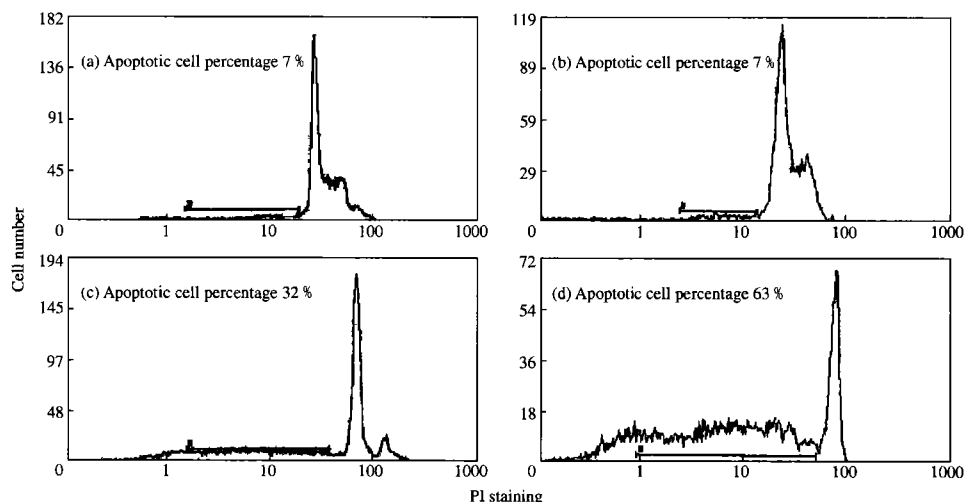 182
136
91
45
0
(a) Apoptotic cell percentage 7 %
1 10 100 1000
119
89
59
29
0
(b) Apoptotic cell percentage 7 %
1 10 100 1000
194
145
97
48
0
(c) Apoptotic cell percentage 32 %
1 10 100 1000
72
54
36
18
0
(d) Apoptotic cell percentage 63 %
1 10 100 1000
Cell number
PI staining